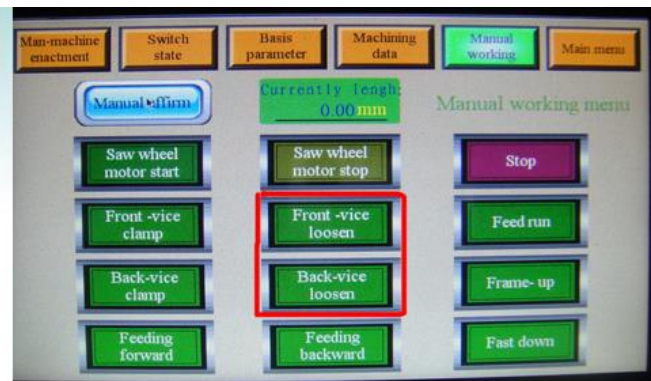 Man-machine
enactment
Switch
state
Basis
parameter
Machining
data
Manual
working
Main menu
Manual affirm
Currently lengh:
0.00 mm
Manual working menu
Saw wheel
motor start
Saw wheel
motor stop
Stop
Front -vice
clamp
Front -vice
loosen
Feed run
Back-vice
clamp
Back-vice
loosen
Frame- up
Feeding
forward
Feeding
backward
Fast down